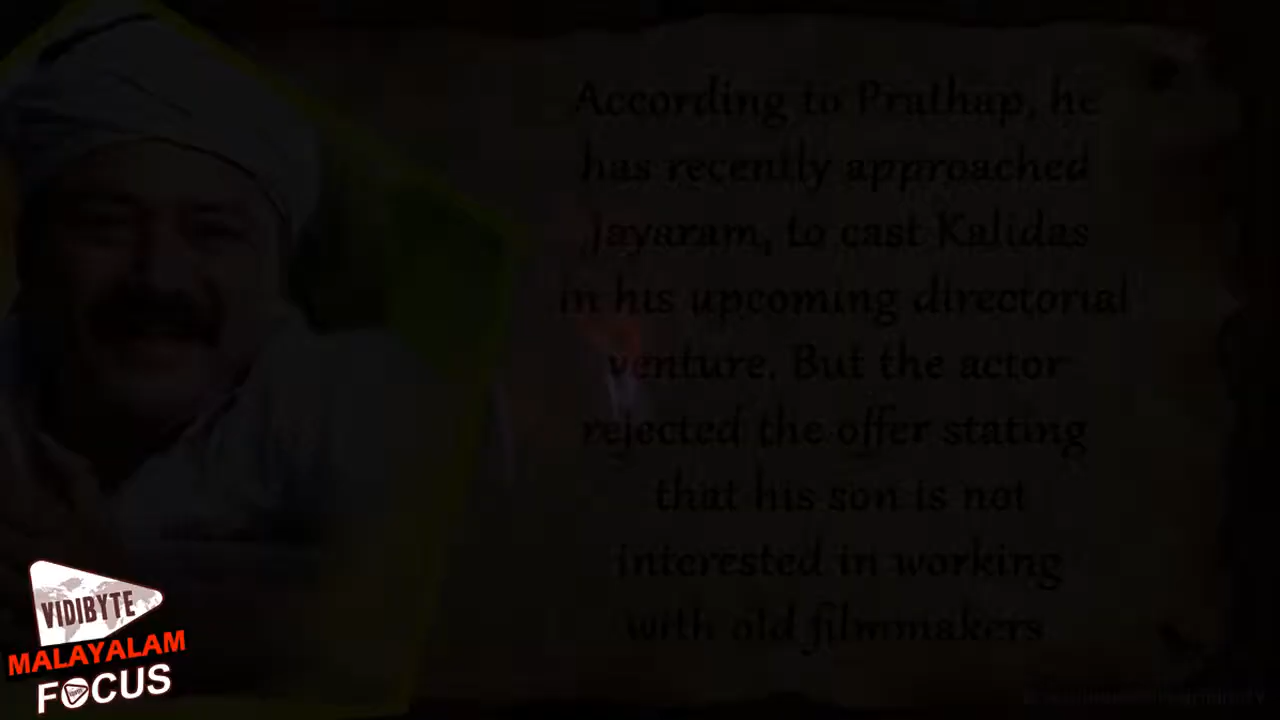 According to Prathap, he
has recently approached
Jayaram, to cast Kalidas
in his upcoming directorial
venture. But the actor
rejected the offer stating
that his son is not
interested in working
with old filmmakers
VIDIBYTE
MALAYALAM
FOCUS